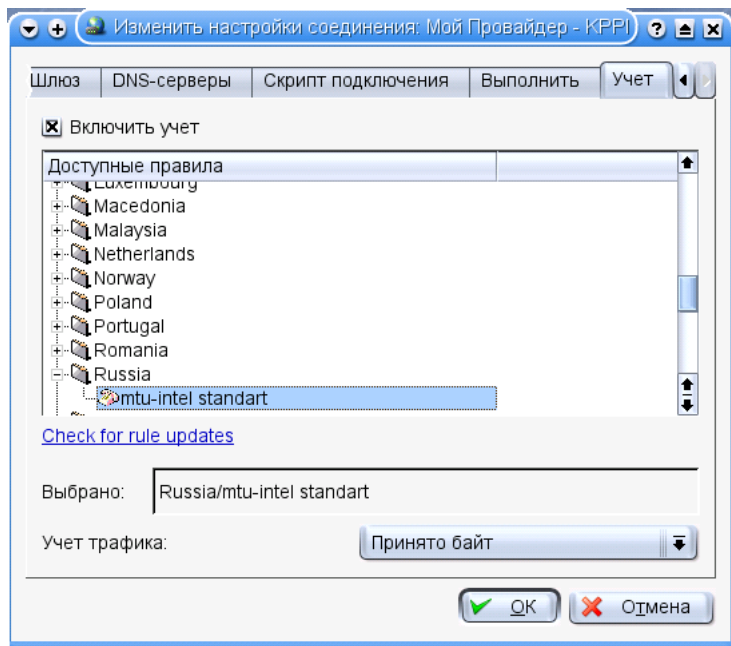 Изменить настройки соединения: Мой Провайдер - KPPI
Шлюз DNS-серверы Скрипт подключения Выполнить Учет
Включить учет
Доступные правила
Luxembourg
Macedonia
Malaysia
Netherlands
Norway
Poland
Portugal
Romania
Russia
mtu-intel standart
Check for rule updates
Выбрано: Russia/mtu-intel standart
Учет трафика: Принято байт
OK Отмена